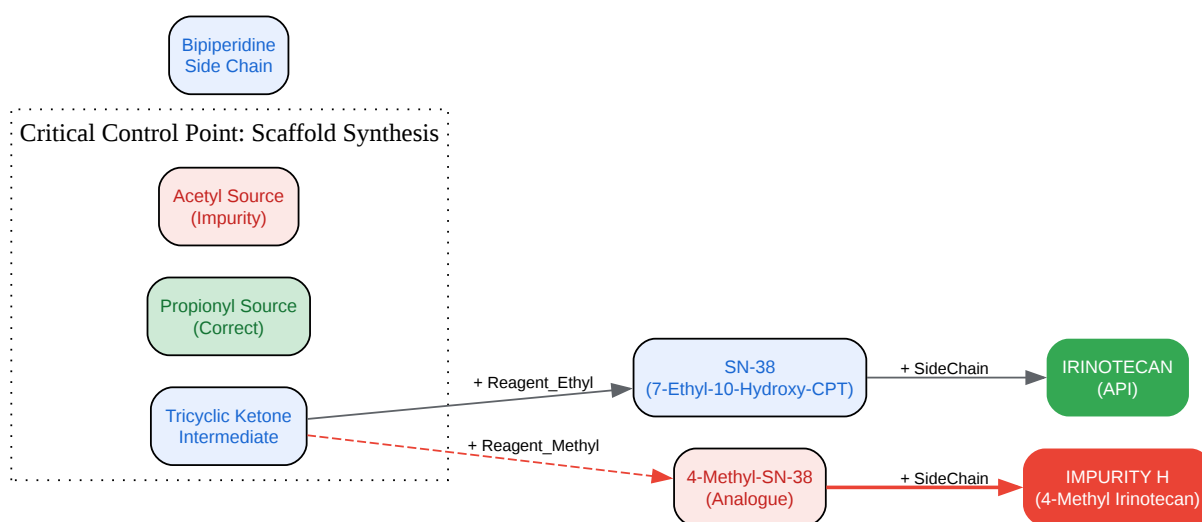 Bipiperidine
Side Chain
Critical Control Point: Scaffold Synthesis
Acetyl Source
(Impurity)
Propionyl Source
(Correct)
Tricyclic Ketone
Intermediate
+ Reagent_Ethyl
+ Reagent_Methyl
SN-38
(7-Ethyl-10-Hydroxy-CPT)
+ SideChain
IRINOTECAN
(API)
4-Methyl-SN-38
(Analogue)
+ SideChain
IMPURITY H
(4-Methyl Irinotecan)